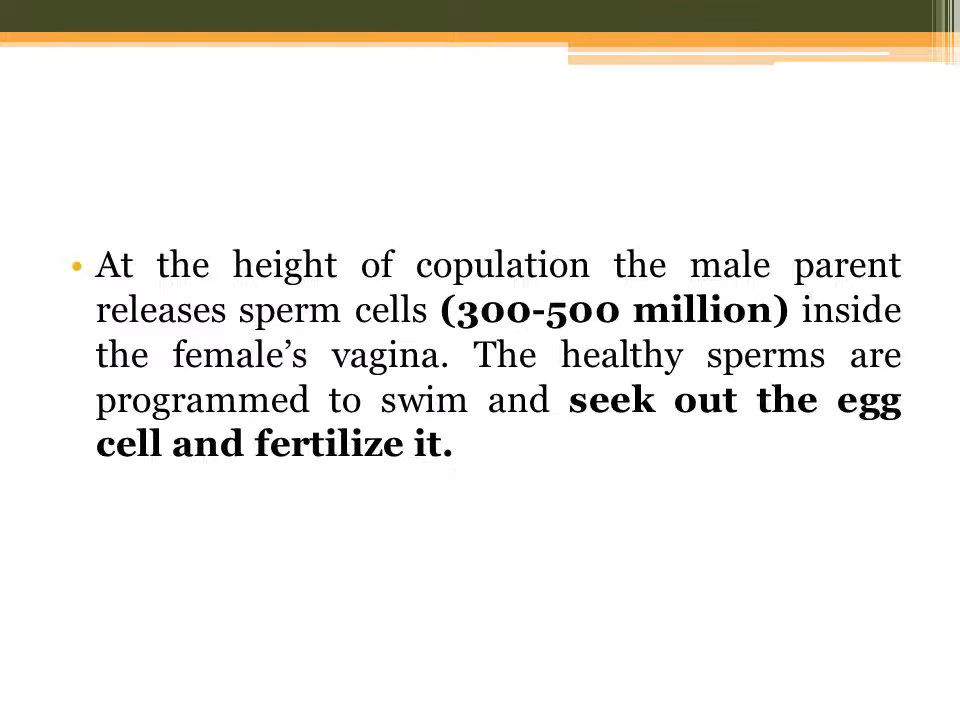 • At the height of copulation the male parent
releases sperm cells (300-500 million) inside
the female’s vagina. The healthy sperms are
programmed to swim and seek out the egg
cell and fertilize it.